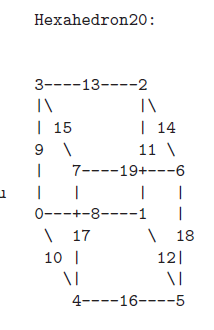 Hexahedron20:
3----13----2
|\         |\
| 15       | 14
9  \       11 \
|   7----19+---6
u |   |      |   |
0---+-8----1   |
\  17      \  18
10 |        12|
\|         \|
4----16----5